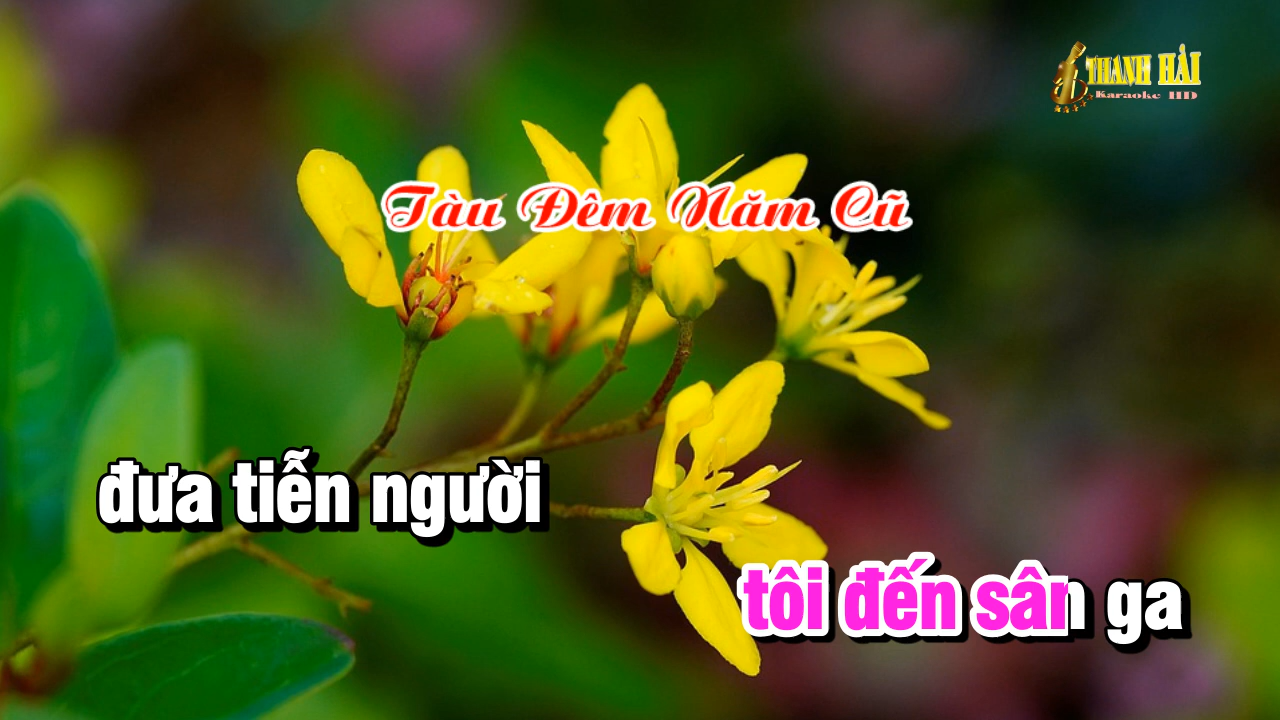 THANH HẢI
Karaoke HD
Tàu Đêm Năm Cũ
đưa tiễn người
tôi đến sân ga